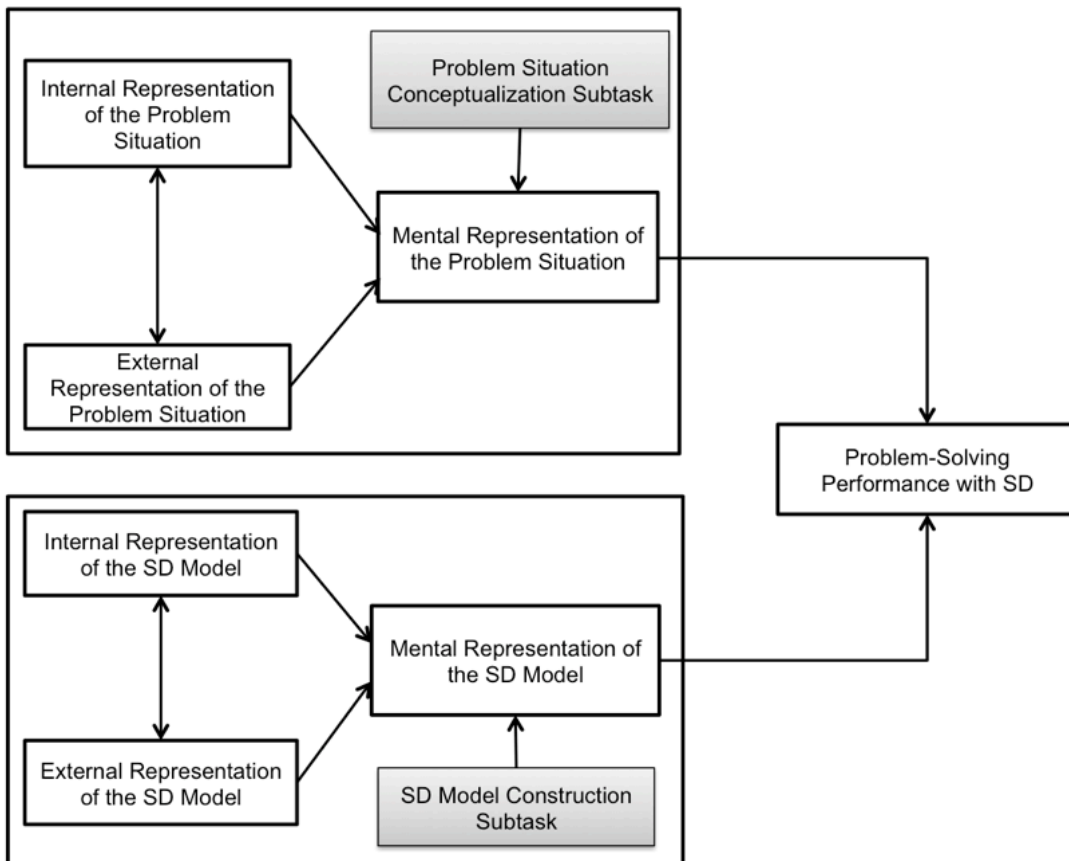 Problem Situation
Conceptualization Subtask
Internal Representation
of the Problem
Situation
Mental Representation of
the Problem Situation
External
Representation of the
Problem Situation
Problem-Solving
Performance with SD
Internal Representation
of the SD Model
Mental Representation of
the SD Model
External Representation
of the SD Model
SD Model Construction
Subtask